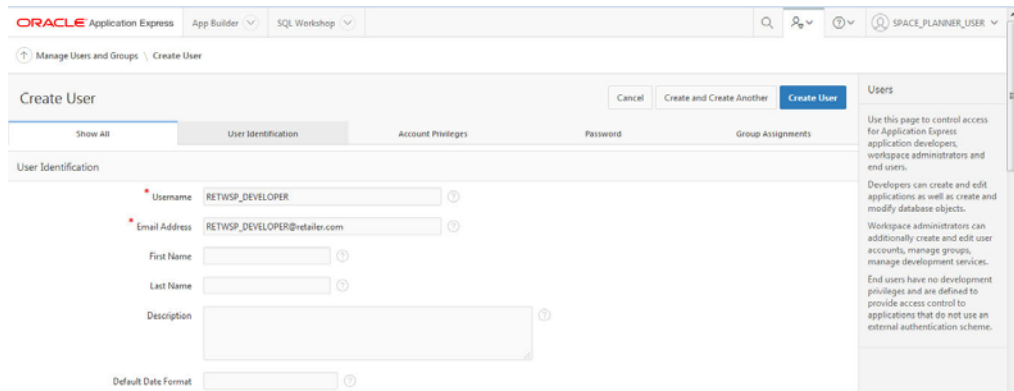 ORACLE Application Express App Builder SQL Workshop SPACE_PLANNER_USER
Manage Users and Groups \ Create User
Create User
Cancel
Create and Create Another
Create User
Show All
User Identification
Account Privileges
Password
Group Assignments
User Identification
* Username RETWSP_DEVELOPER
* Email Address RETWSP_DEVELOPER@retailer.com
First Name
Last Name
Description
Default Date Format
Users
Use this page to control access
for Application Express
application developers,
workspace administrators and
end users.
Developers can create and edit
applications as well as create and
modify database objects.
Workspace administrators can
additionally create and edit user
accounts, manage groups,
manage development services.
End users have no development
privileges and are defined to
provide access control to
applications that do not use an
external authentication scheme.